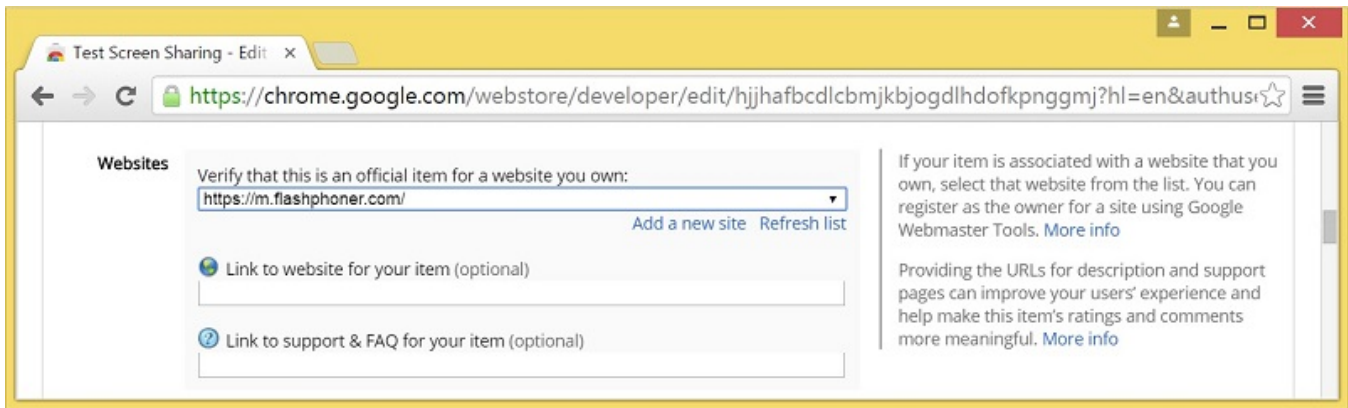 Test Screen Sharing - Edit
https://chrome.google.com/webstore/developer/edit/hjjhafbcdlcbmjkbjogdlhdofkpnggmj?hl=en&authus
Websites
Verify that this is an official item for a website you own:
https://m.flashphoner.com/
Add a new site Refresh list
Link to website for your item (optional)
Link to support & FAQ for your item (optional)
If your item is associated with a website that you
own, select that website from the list. You can
register as the owner for a site using Google
Webmaster Tools. More info
Providing the URLs for description and support
pages can improve your users' experience and
help make this item's ratings and comments
more meaningful. More info